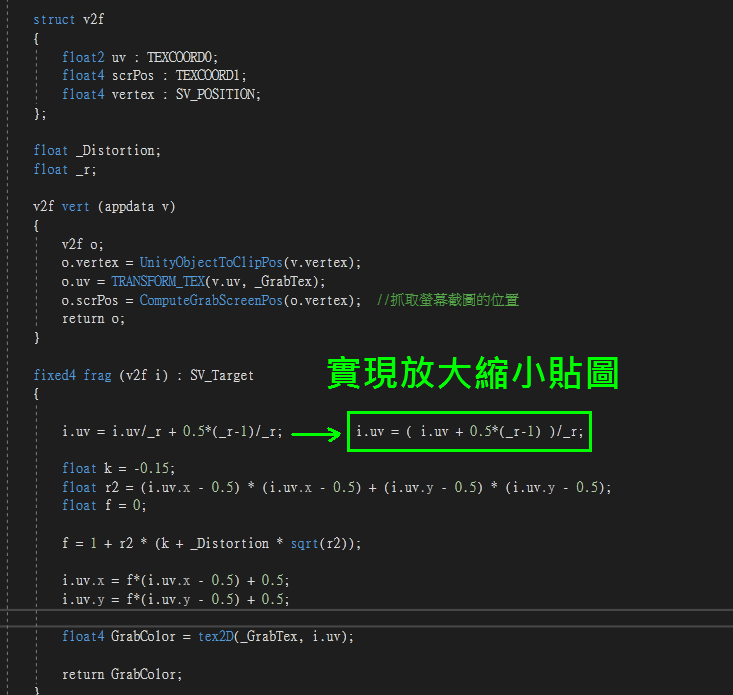 struct v2f
{
float2 uv : TEXCOORD0;
float4 scrPos : TEXCOORD1;
float4 vertex : SV_POSITION;
};
float _Distortion;
float _r;
v2f vert (appdata v)
{
v2f o;
o.vertex = UnityObjectToClipPos(v.vertex);
o.uv = TRANSFORM_TEX(v.uv, _GrabTex);
o.scrPos = ComputeGrabScreenPos(o.vertex);  //抓取螢幕截圖的位置
return o;
}
fixed4 frag (v2f i) : SV_Target
實現放大縮小貼圖
{
i.uv = i.uv/_r + 0.5*(_r-1)/_r; → i.uv = ( i.uv + 0.5*(_r-1) )/_r;
float k = -0.15;
float r2 = (i.uv.x - 0.5) * (i.uv.x - 0.5) + (i.uv.y - 0.5) * (i.uv.y - 0.5);
float f = 0;
f = 1 + r2 * (k + _Distortion * sqrt(r2));
i.uv.x = f*(i.uv.x - 0.5) + 0.5;
i.uv.y = f*(i.uv.y - 0.5) + 0.5;
float4 GrabColor = tex2D(_GrabTex, i.uv);
return GrabColor;
}